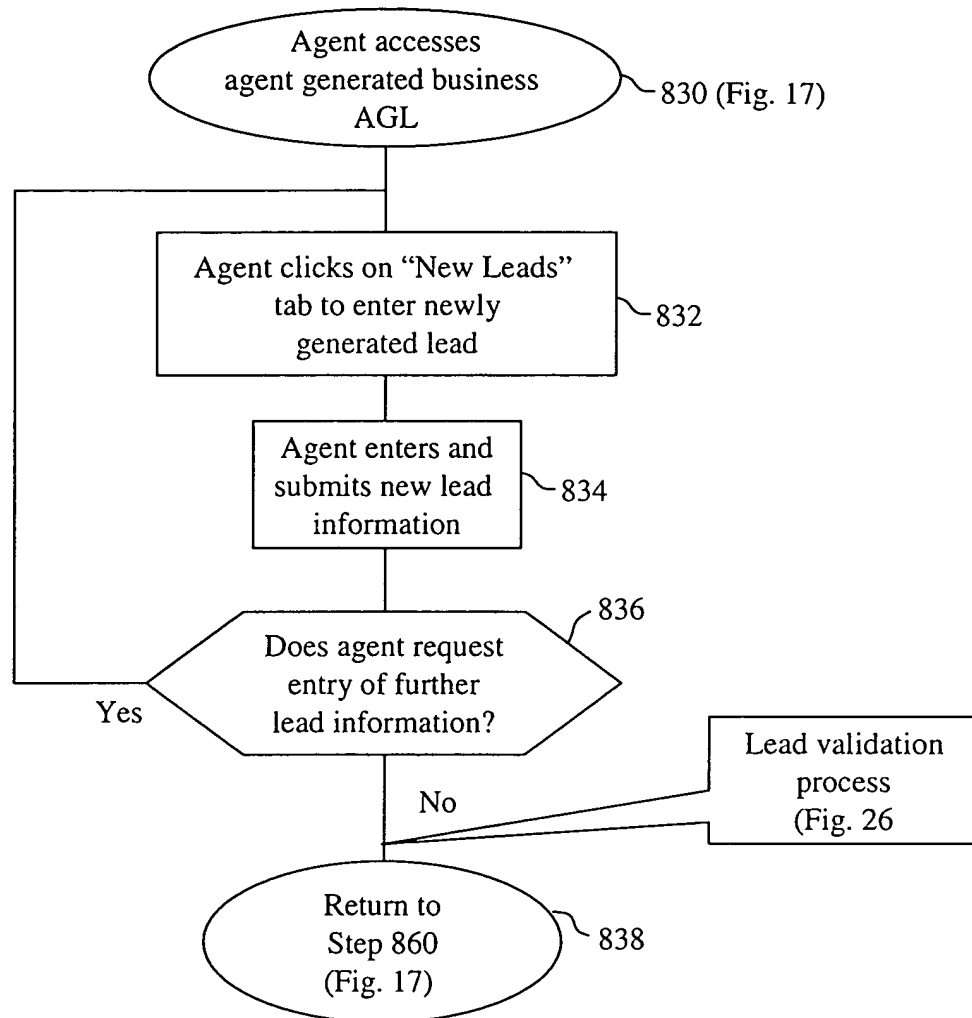 Agent accesses
agent generated business
AGL
830 (Fig. 17)
Agent clicks on “New Leads”
tab to enter newly
generated lead
832
Agent enters and
submits new lead
information
834
836
Does agent request
entry of further
lead information?
Yes
No
Lead validation
process
(Fig. 26
Return to
Step 860
(Fig. 17)
838